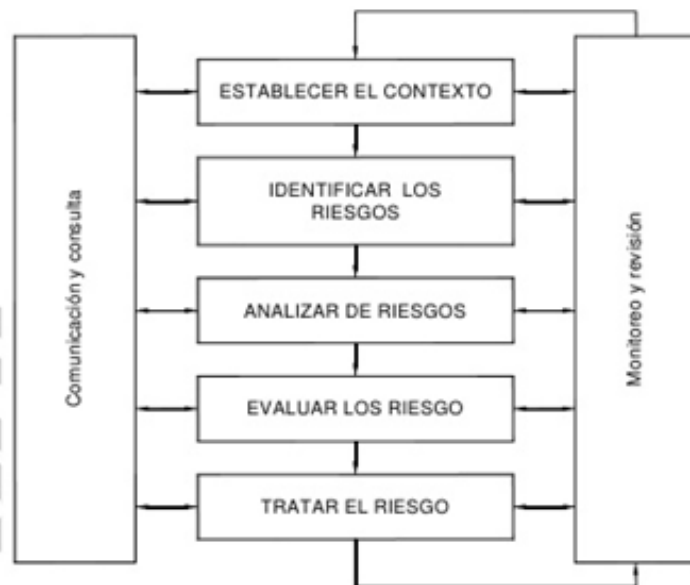 ESTABLECER EL CONTEXTO
IDENTIFICAR LOS
RIESGOS
ANALIZAR DE RIESGOS
EVALUAR LOS RIESGO
TRATAR EL RIESGO
Comunicación y consulta
Monitoreo y revisión